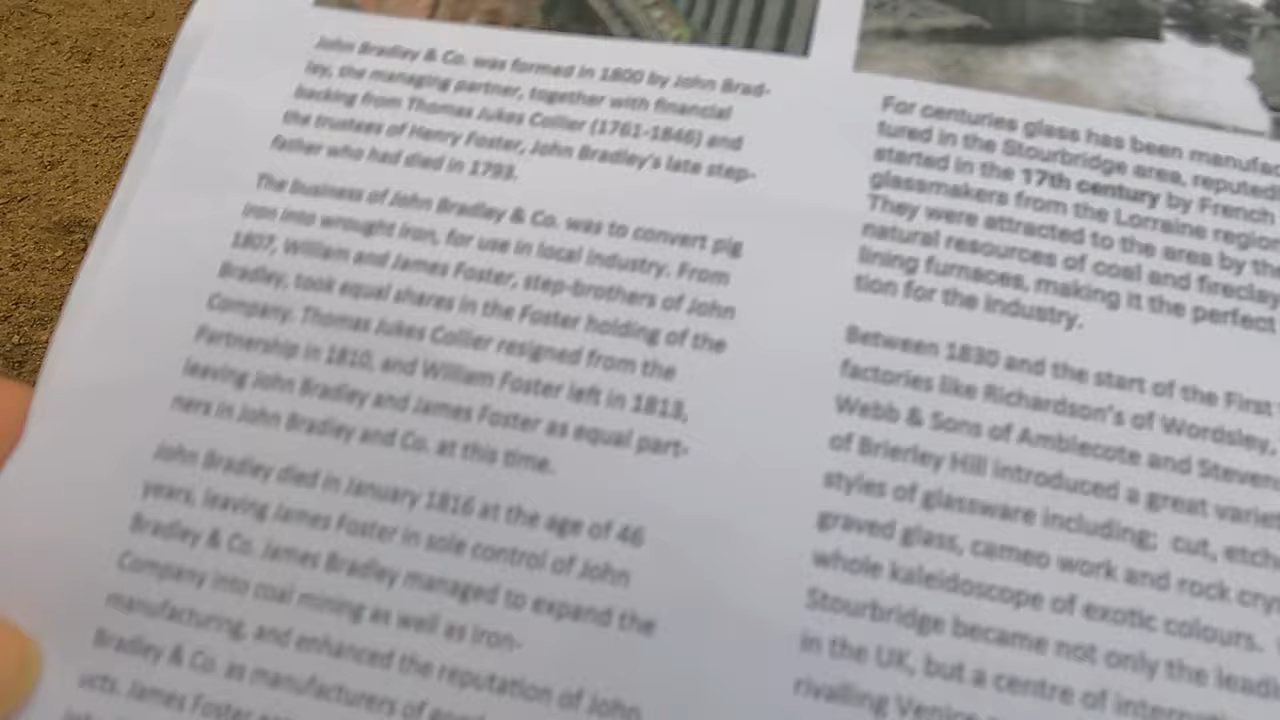 John Bradley & Co. was formed in 1800 by John Brad-
ley, the managing partner, together with financial
backing from Thomas Jukes Collier (1761-1846) and
the trustees of Henry Foster, John Bradley's late step-
father who had died in 1793.
The business of John Bradley & Co. was to convert pig
iron into wrought iron, for use in local industry. From
1807, William and James Foster, step-brothers of John
Bradley, took equal shares in the Foster holding of the
Company. Thomas Jukes Collier resigned from the
Partnership in 1810, and William Foster left in 1813,
leaving John Bradley and James Foster as equal part-
ners in John Bradley and Co. at this time.
John Bradley died in January 1816 at the age of 46
years, leaving James Foster in sole control of John
Bradley & Co. James Bradley managed to expand the
Company into coal mining as well as iron-
manufacturing, and enhanced the reputation of John
Bradley & Co. as manufacturers of good
ucts. James Foster
For centuries glass has been manufac
tured in the Stourbridge area, reputed
started in the 17th century by French
glassmakers from the Lorraine region
They were attracted to the area by the
natural resources of coal and fireclay
lining furnaces, making it the perfect
tion for the industry.
Between 1830 and the start of the First
factories like Richardson's of Wordsley,
Webb & Sons of Amblecote and Stevens
of Brierley Hill introduced a great variet
styles of glassware including; cut, etch
graved glass, cameo work and rock cry
whole kaleidoscope of exotic colours.
Stourbridge became not only the leadi
in the UK, but a centre of intern
rivalling Venice